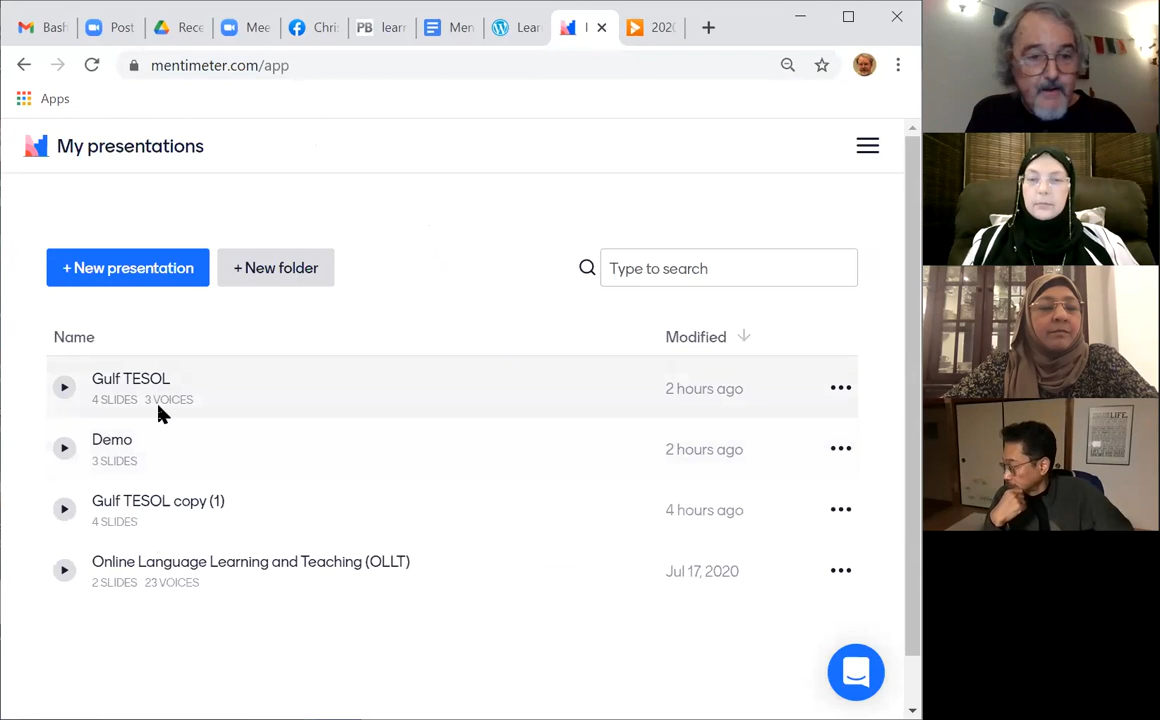 Bash Post Rece Mee Chri learn Men Lear I 2020
mentimeter.com/app
Apps
My presentations
+ New presentation
+ New folder
Type to search
Name
Modified
Gulf TESOL
4 SLIDES 3 VOICES
2 hours ago
Demo
3 SLIDES
2 hours ago
Gulf TESOL copy (1)
4 SLIDES
4 hours ago
Online Language Learning and Teaching (OLLT)
2 SLIDES 23 VOICES
Jul 17, 2020
LIFE.